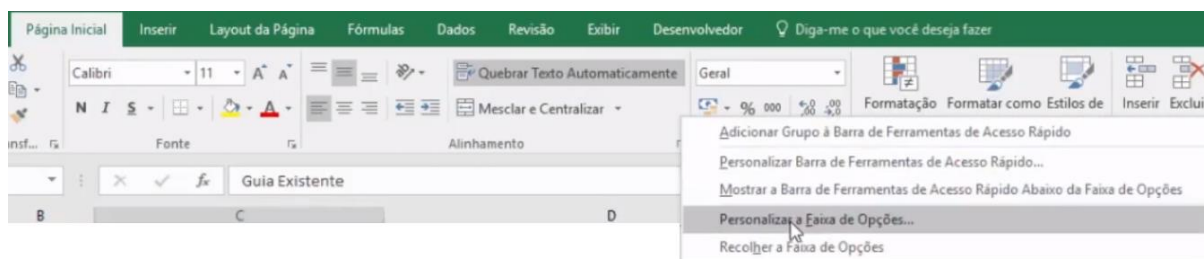 Página Inicial Inserir Layout da Página Fórmulas Dados Revisão Exibir Desenvolvedor Diga-me o que você deseja fazer
Calibri 11 A A Quebrar Texto Automaticamente Geral
N I S A Mesclar e Centralizar % 000 Formatação Formatar como Estilos de Inserir Exclui
nsf... Fonte Alinhamento
fx Guia Existente
B C D
Adicionar Grupo à Barra de Ferramentas de Acesso Rápido
Personalizar Barra de Ferramentas de Acesso Rápido...
Mostrar a Barra de Ferramentas de Acesso Rápido Abaixo da Faixa de Opções
Personalizar a Faixa de Opções...
Recolher a Faixa de Opções